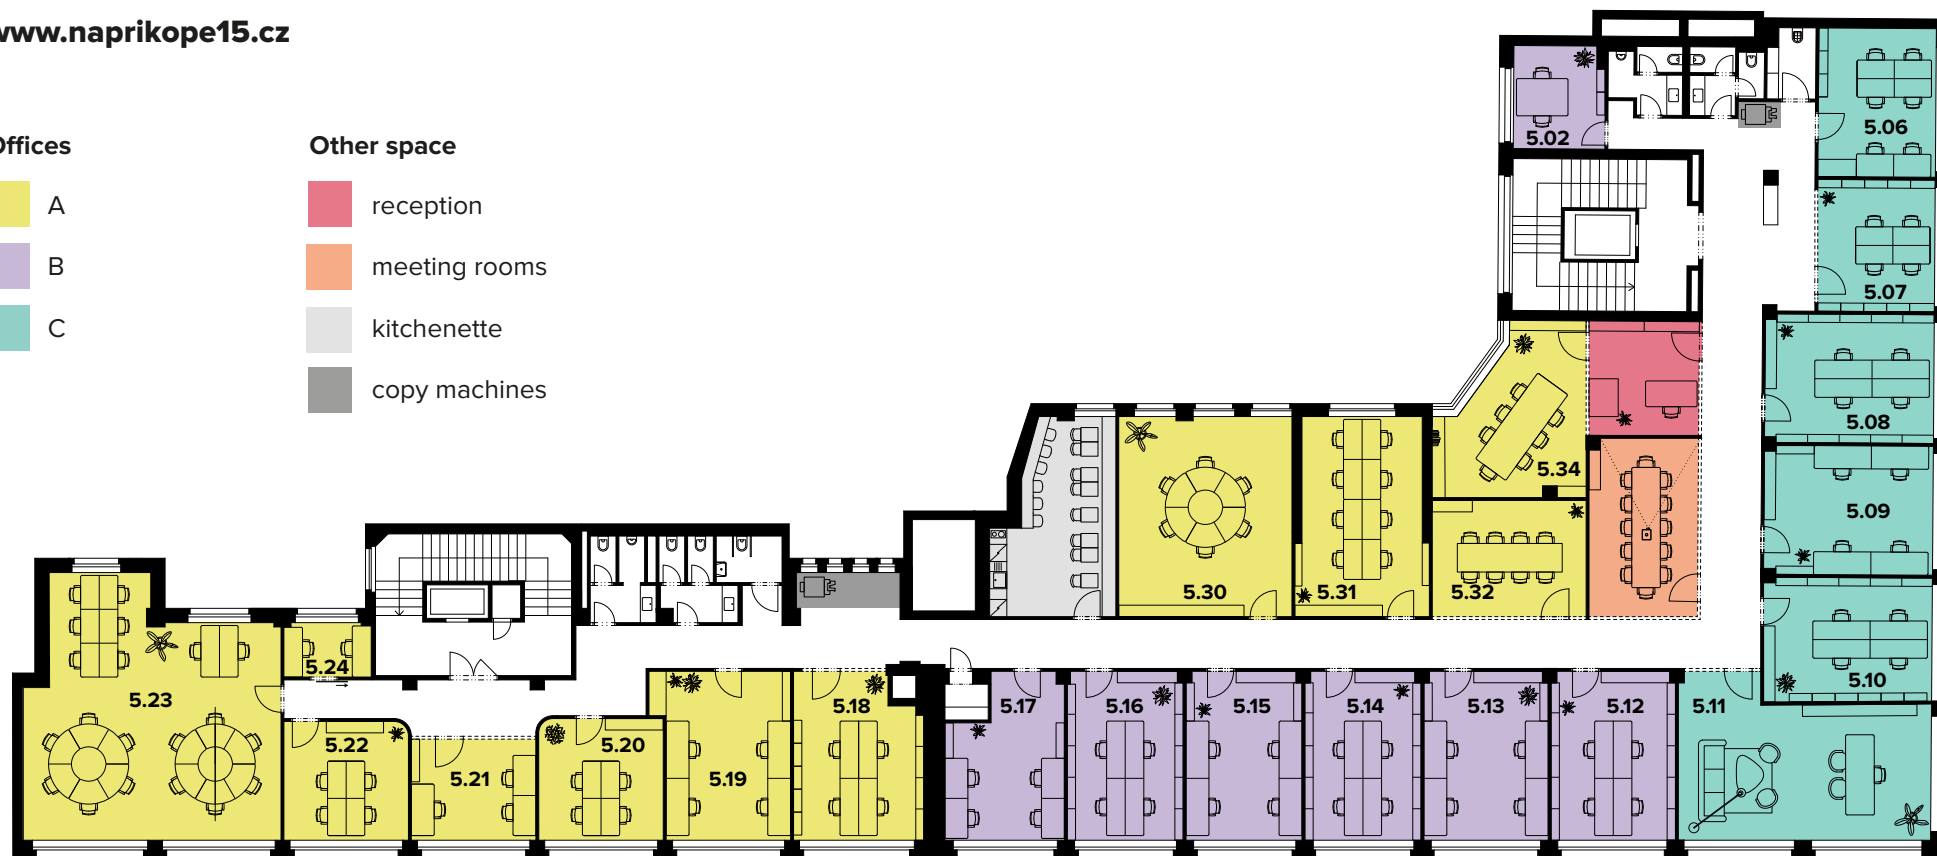 www.naprikope15.cz
Offices
Other space
A
reception
B
meeting rooms
C
kitchenette
copy machines
5.02
5.06
5.07
5.08
5.34
5.09
5.30
5.31
5.32
5.24
5.10
5.23
5.18
5.17
5.16
5.15
5.14
5.13
5.12
5.11
5.22
5.20
5.21
5.19